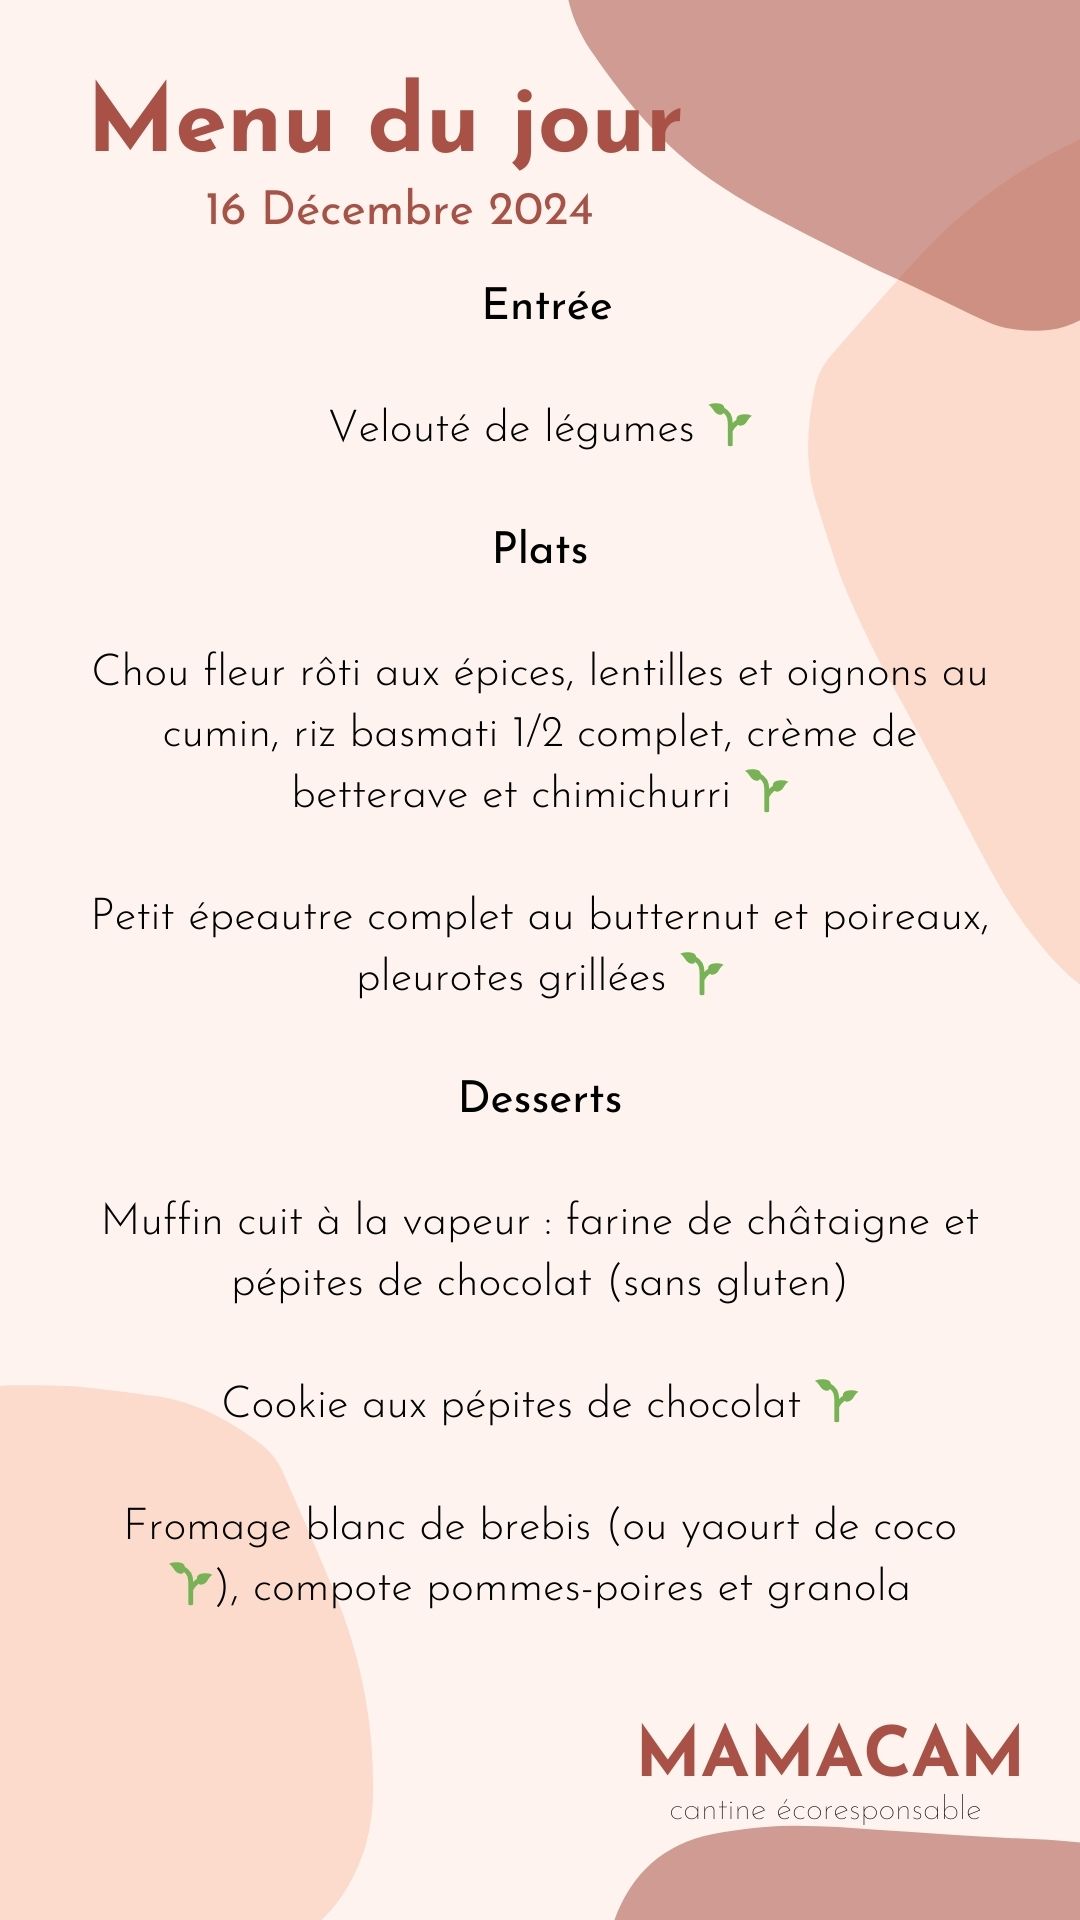 Menu du jour
16 Décembre 2024
Entrée
Velouté de légumes 🌱
Plats
Chou fleur rôti aux épices, lentilles et oignons au
cumin, riz basmati 1/2 complet, crème de
betterave et chimichurri 🌱
Petit épeautre complet au butternut et poireaux,
pleurotes grillées 🌱
Desserts
Muffin cuit à la vapeur : farine de châtaigne et
pépites de chocolat (sans gluten)
Cookie aux pépites de chocolat 🌱
Fromage blanc de brebis (ou yaourt de coco
🌱), compote pommes-poires et granola
MAMACAM
cantine écoresponsable